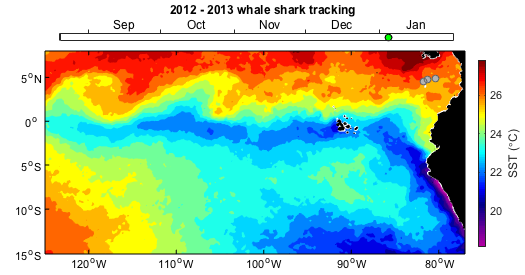 2012 - 2013 whale shark tracking
Sep Oct Nov Dec Jan
5°N
0°
5°S
10°S
15°S
120°W 110°W 100°W 90°W 80°W
26
24
22
20
SST (°C)